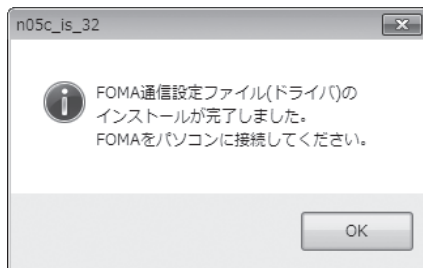 n05c_is_32
FOMA通信設定ファイル(ドライバ)の
インストールが完了しました。
FOMAをパソコンに接続してください。
OK